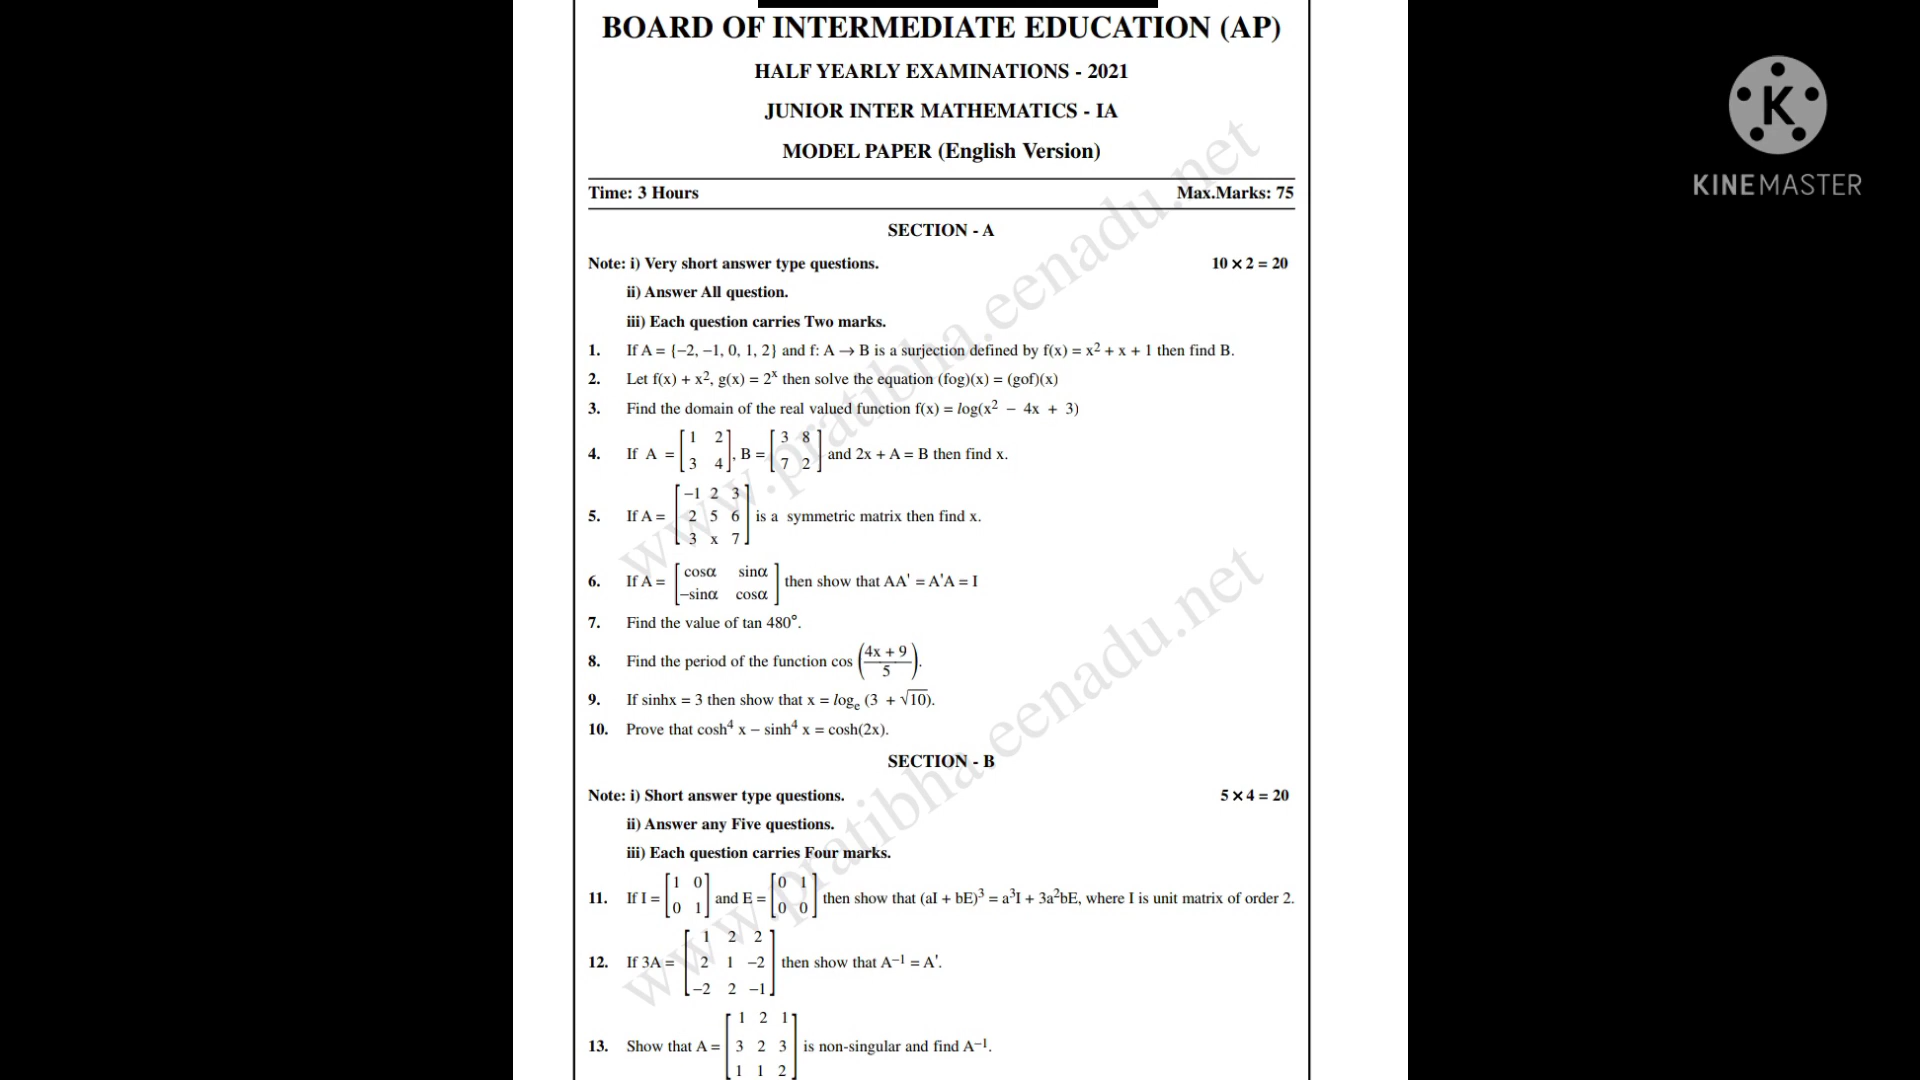 BOARD OF INTERMEDIATE EDUCATION (AP)
HALF YEARLY EXAMINATIONS - 2021
JUNIOR INTER MATHEMATICS - IA
MODEL PAPER (English Version)
Time: 3 Hours Max.Marks: 75
SECTION - A
Note: i) Very short answer type questions. 10 × 2 = 20
ii) Answer All question.
iii) Each question carries Two marks.
1. If A = {−2, −1, 0, 1, 2} and f: A → B is a surjection defined by f(x) = x² + x + 1 then find B.
2. Let f(x) + x², g(x) = 2ˣ then solve the equation (fog)(x) = (gof)(x)
3. Find the domain of the real valued function f(x) = log(x² − 4x + 3)
4. If A = [1 2; 3 4], B = [3 8; 7 2] and 2x + A = B then find x.
5. If A = [−1 2 3; 2 5 6; 3 x 7] is a symmetric matrix then find x.
6. If A = [cosα sinα; −sinα cosα] then show that AA' = A'A = I
7. Find the value of tan 480°.
8. Find the period of the function cos ((4x + 9)/5).
9. If sinhx = 3 then show that x = logₑ (3 + √10).
10. Prove that cosh⁴ x − sinh⁴ x = cosh(2x).
SECTION - B
Note: i) Short answer type questions. 5 × 4 = 20
ii) Answer any Five questions.
iii) Each question carries Four marks.
11. If I = [1 0; 0 1] and E = [0 1; 0 0] then show that (aI + bE)³ = a³I + 3a²bE, where I is unit matrix of order 2.
12. If 3A = [1 2 2; 2 1 −2; −2 2 −1] then show that A⁻¹ = A'.
13. Show that A = [1 2 1; 3 2 3; 1 1 2] is non-singular and find A⁻¹.
www.pratibha.eenadu.net
www.pratibha.eenadu.net
K
KINEMASTER